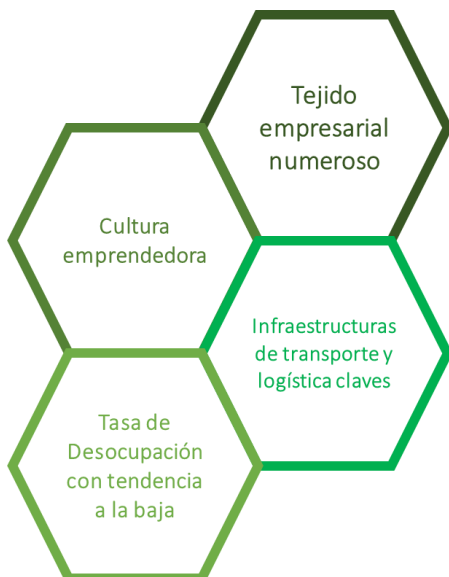 Tejido
empresarial
numeroso
Cultura
emprendedora
Infraestructuras
de transporte y
logística claves
Tasa de
Desocupación
con tendencia
a la baja